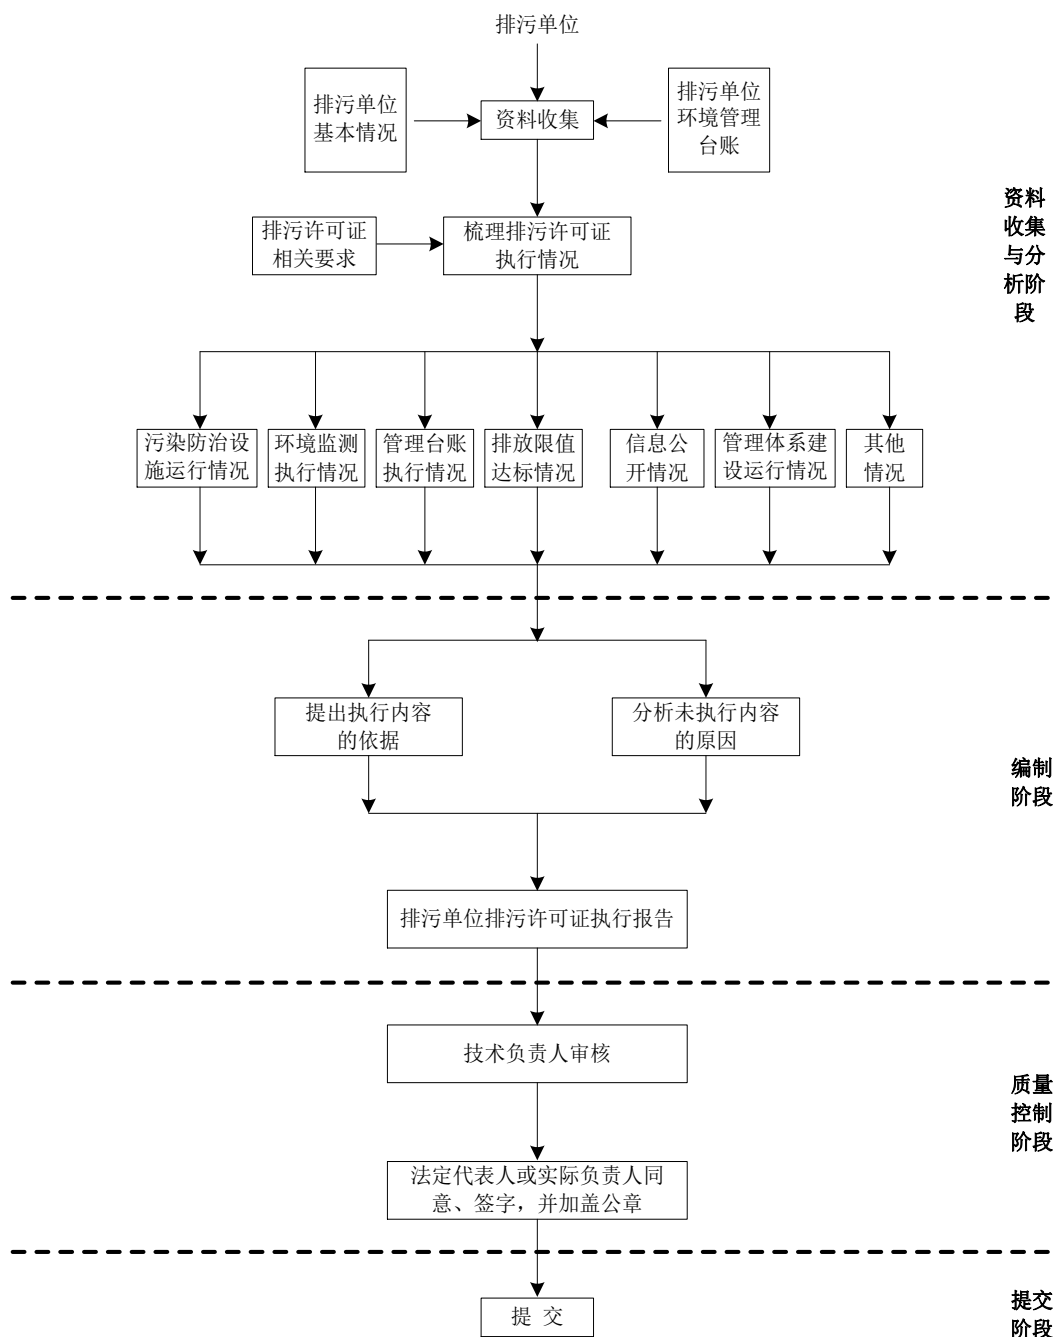 排污单位
排污单位
基本情况
资料收集
排污单位
环境管理
台账
排污许可证
相关要求
梳理排污许可证
执行情况
资料
收集
与分
析阶
段
污染防治设
施运行情况
环境监测
执行情况
管理台账
执行情况
排放限值
达标情况
信息公
开情况
管理体系建
设运行情况
其他
情况
提出执行内容
的依据
分析未执行内容
的原因
编制
阶段
排污单位排污许可证执行报告
技术负责人审核
质量
控制
阶段
法定代表人或实际负责人同
意、签字，并加盖公章
提 交
提交
阶段